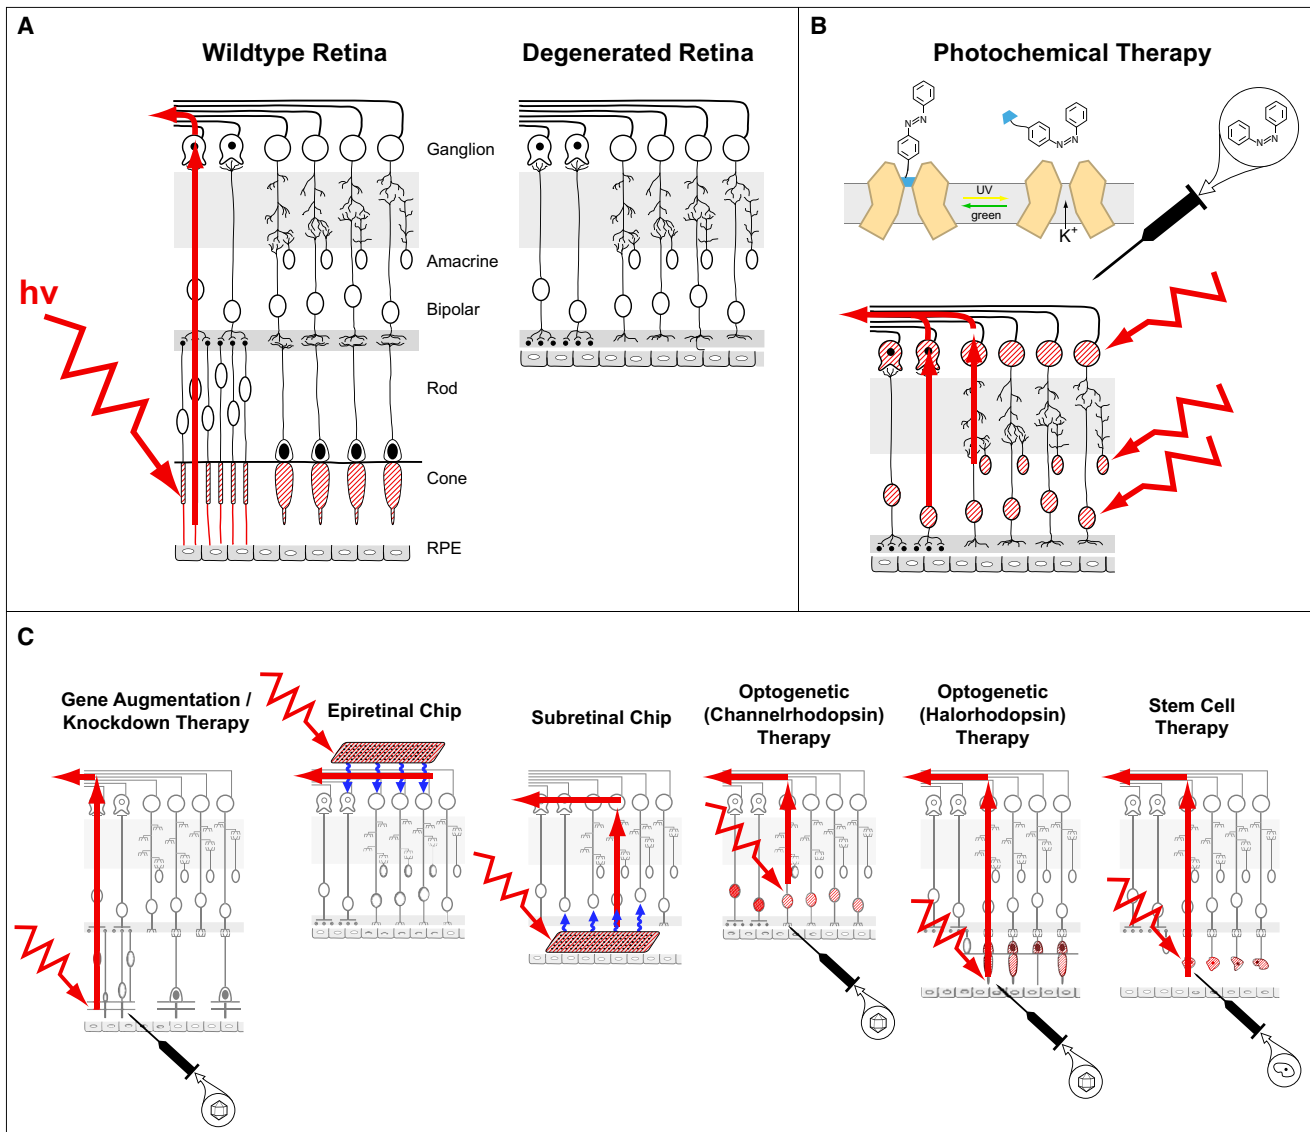 A
Wildtype Retina
Degenerated Retina
Ganglion
Amacrine
Bipolar
hν
Rod
Cone
RPE
B
Photochemical Therapy
N
N
N
N
N
N
UV
green
K+
C
Gene Augmentation /
Knockdown Therapy
Epiretinal Chip
Subretinal Chip
Optogenetic
(Channelrhodopsin)
Therapy
Optogenetic
(Halorhodopsin)
Therapy
Stem Cell
Therapy